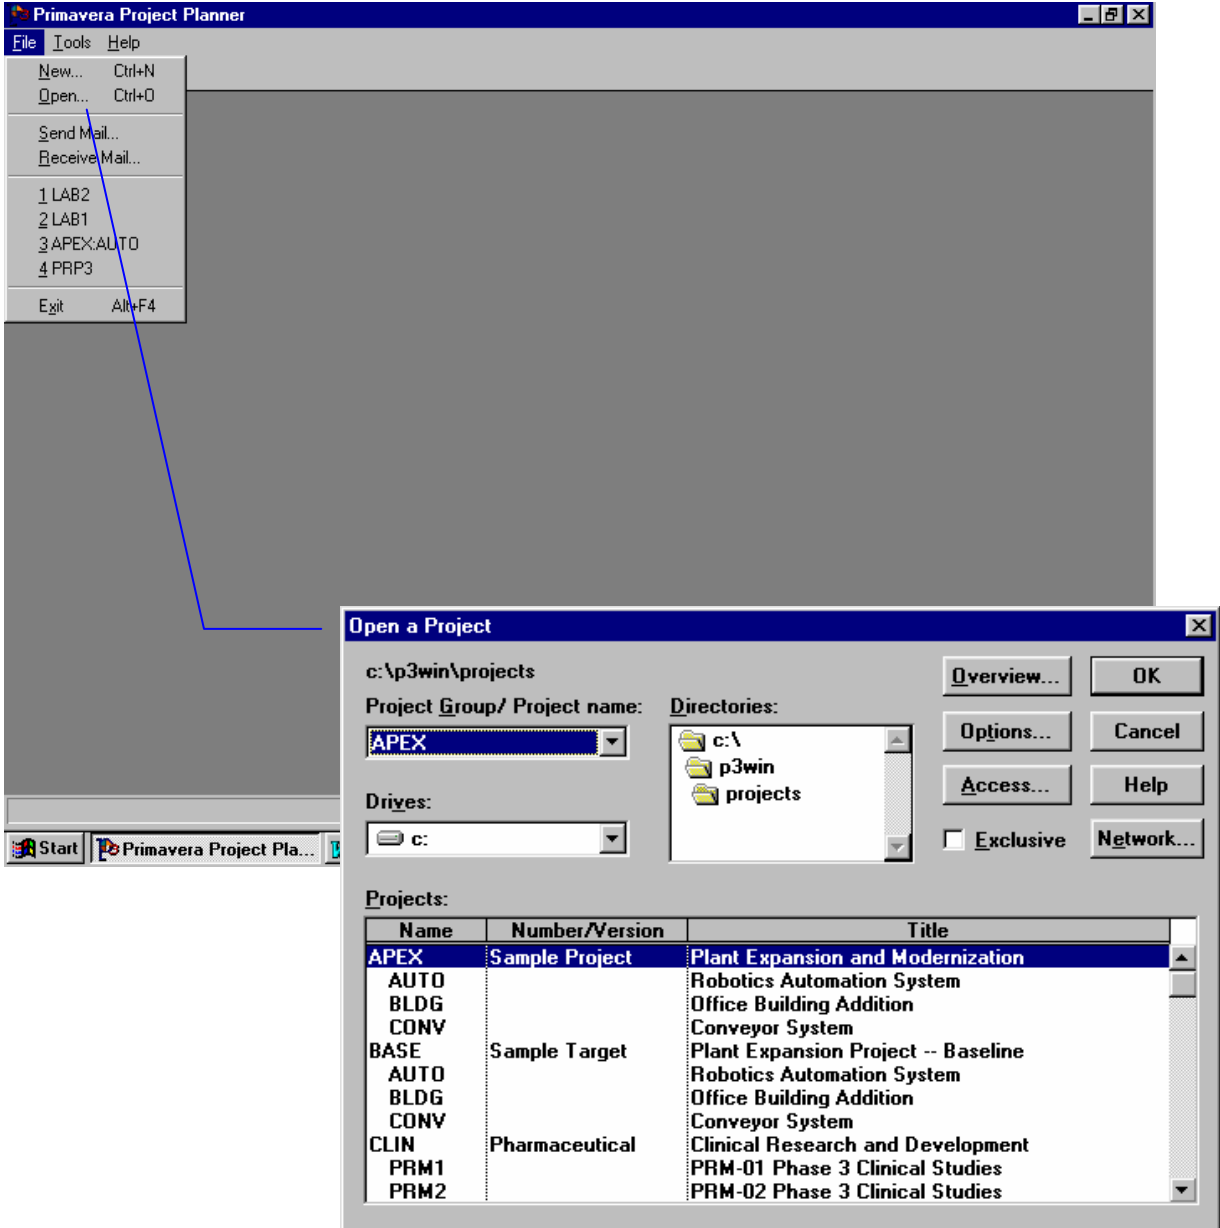 Primavera Project Planner
File Tools Help
New... Ctrl+N
Open... Ctrl+O
Send Mail...
Receive Mail...
1 LAB2
2 LAB1
3 APEX:AUTO
4 PRP3
Exit Alt+F4
Start Primavera Project Pla...
Open a Project
c:\p3win\projects
Project Group/ Project name: Directories:
APEX
c:\
p3win
projects
Drives:
c:
Overview... OK
Options... Cancel
Access... Help
Exclusive Network...
Projects:
Name Number/Version Title
APEX Sample Project Plant Expansion and Modernization
AUTO Robotics Automation System
BLDG Office Building Addition
CONV Conveyor System
BASE Sample Target Plant Expansion Project -- Baseline
AUTO Robotics Automation System
BLDG Office Building Addition
CONV Conveyor System
CLIN Pharmaceutical Clinical Research and Development
PRM1 PRM-01 Phase 3 Clinical Studies
PRM2 PRM-02 Phase 3 Clinical Studies